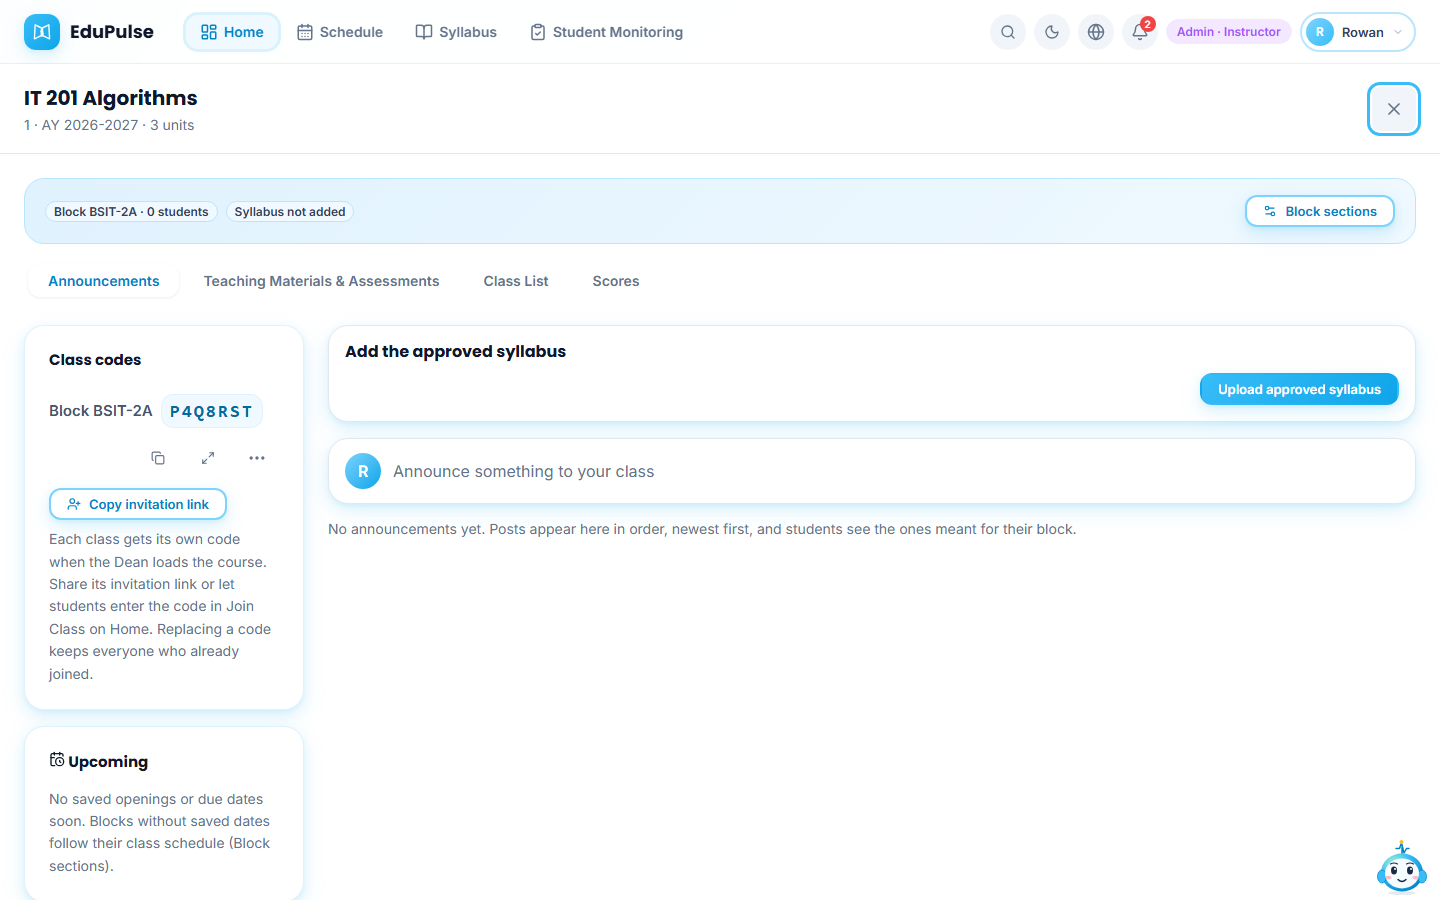 EduPulse
Home
Schedule
Syllabus
Student Monitoring
2
Admin · Instructor
R
Rowan
IT 201 Algorithms
1 · AY 2026-2027 · 3 units
Block BSIT-2A · 0 students
Syllabus not added
Block sections
Announcements
Teaching Materials & Assessments
Class List
Scores
Class codes
Block BSIT-2A
P4Q8RST
Copy invitation link
Each class gets its own code
when the Dean loads the course.
Share its invitation link or let
students enter the code in Join
Class on Home. Replacing a code
keeps everyone who already
joined.
Upcoming
No saved openings or due dates
soon. Blocks without saved dates
follow their class schedule (Block
sections).
Add the approved syllabus
Upload approved syllabus
R
Announce something to your class
No announcements yet. Posts appear here in order, newest first, and students see the ones meant for their block.